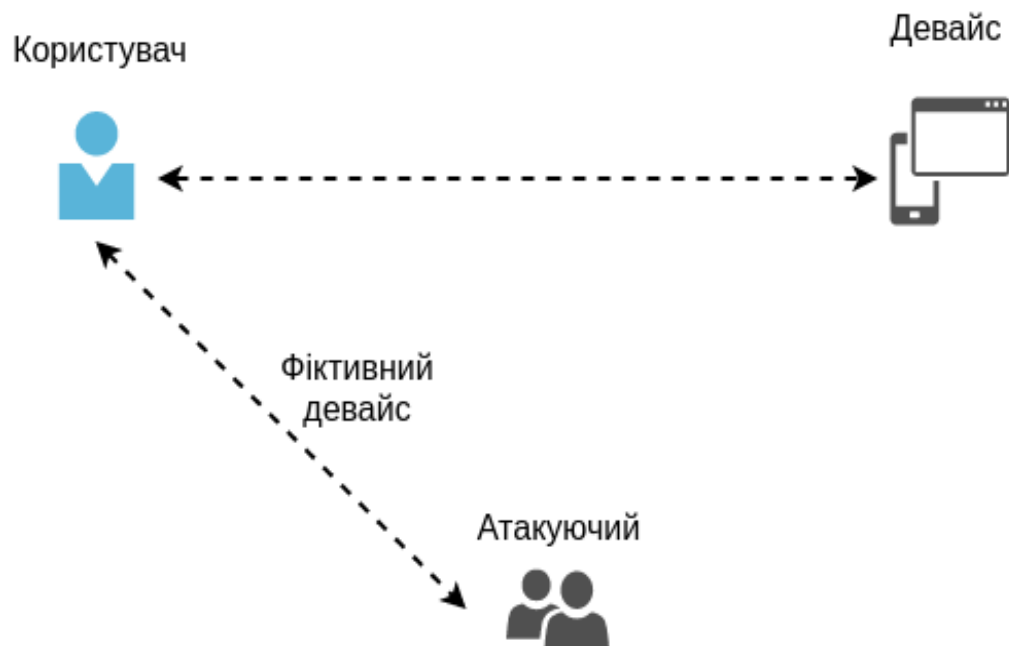 Девайс
Користувач
Фіктивний
девайс
Атакуючий